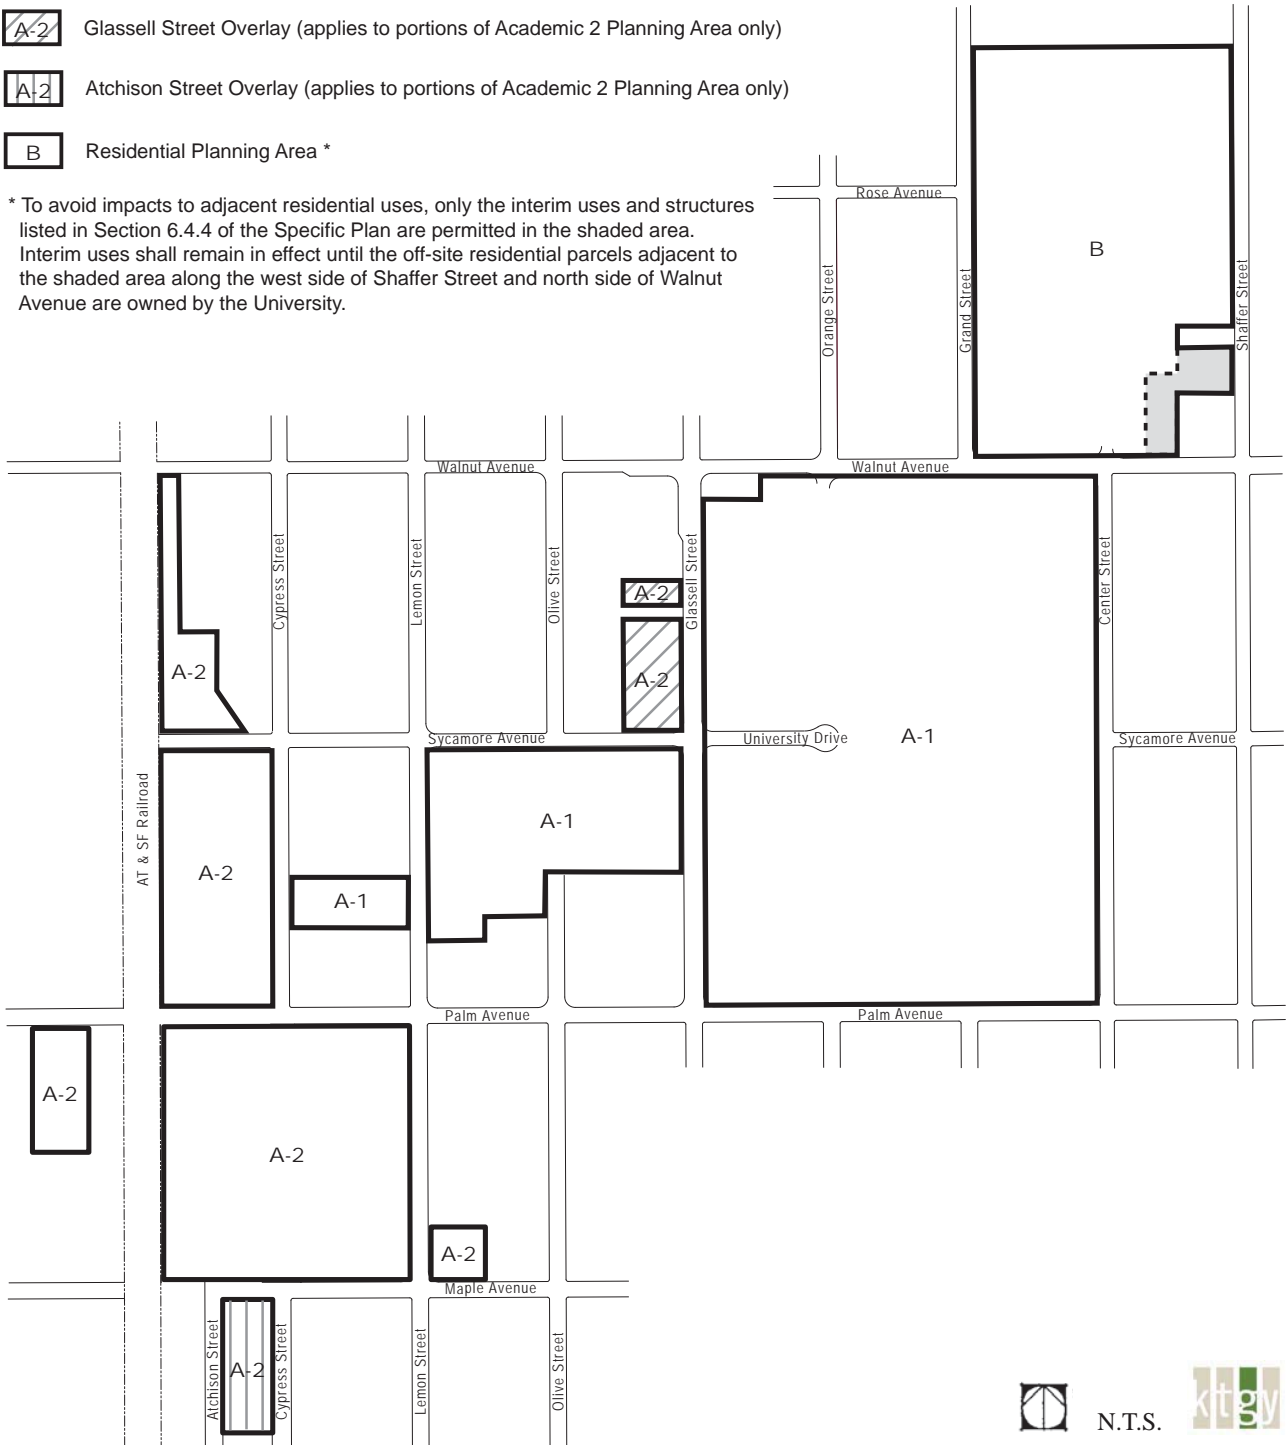 A-2 Glassell Street Overlay (applies to portions of Academic 2 Planning Area only)
A-2 Atchison Street Overlay (applies to portions of Academic 2 Planning Area only)
B Residential Planning Area *
* To avoid impacts to adjacent residential uses, only the interim uses and structures
listed in Section 6.4.4 of the Specific Plan are permitted in the shaded area.
Interim uses shall remain in effect until the off-site residential parcels adjacent to
the shaded area along the west side of Shaffer Street and north side of Walnut
Avenue are owned by the University.
Rose Avenue
B
Orange Street
Grand Street
Shaffer Street
Walnut Avenue
Walnut Avenue
Cypress Street
Lemon Street
Olive Street
Glassell Street
Center Street
A-2
A-2
A-2
Sycamore Avenue
University Drive
A-1
Sycamore Avenue
AT & SF Railroad
A-1
A-2
A-1
Palm Avenue
Palm Avenue
A-2
A-2
A-2
Maple Avenue
Atchison Street
A-2
Cypress Street
Lemon Street
Olive Street
N.T.S.
ktgy